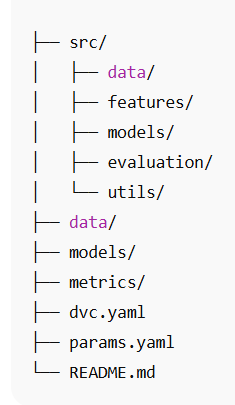 ├── src/
│   ├── data/
│   ├── features/
│   ├── models/
│   ├── evaluation/
│   └── utils/
├── data/
├── models/
├── metrics/
├── dvc.yaml
├── params.yaml
└── README.md